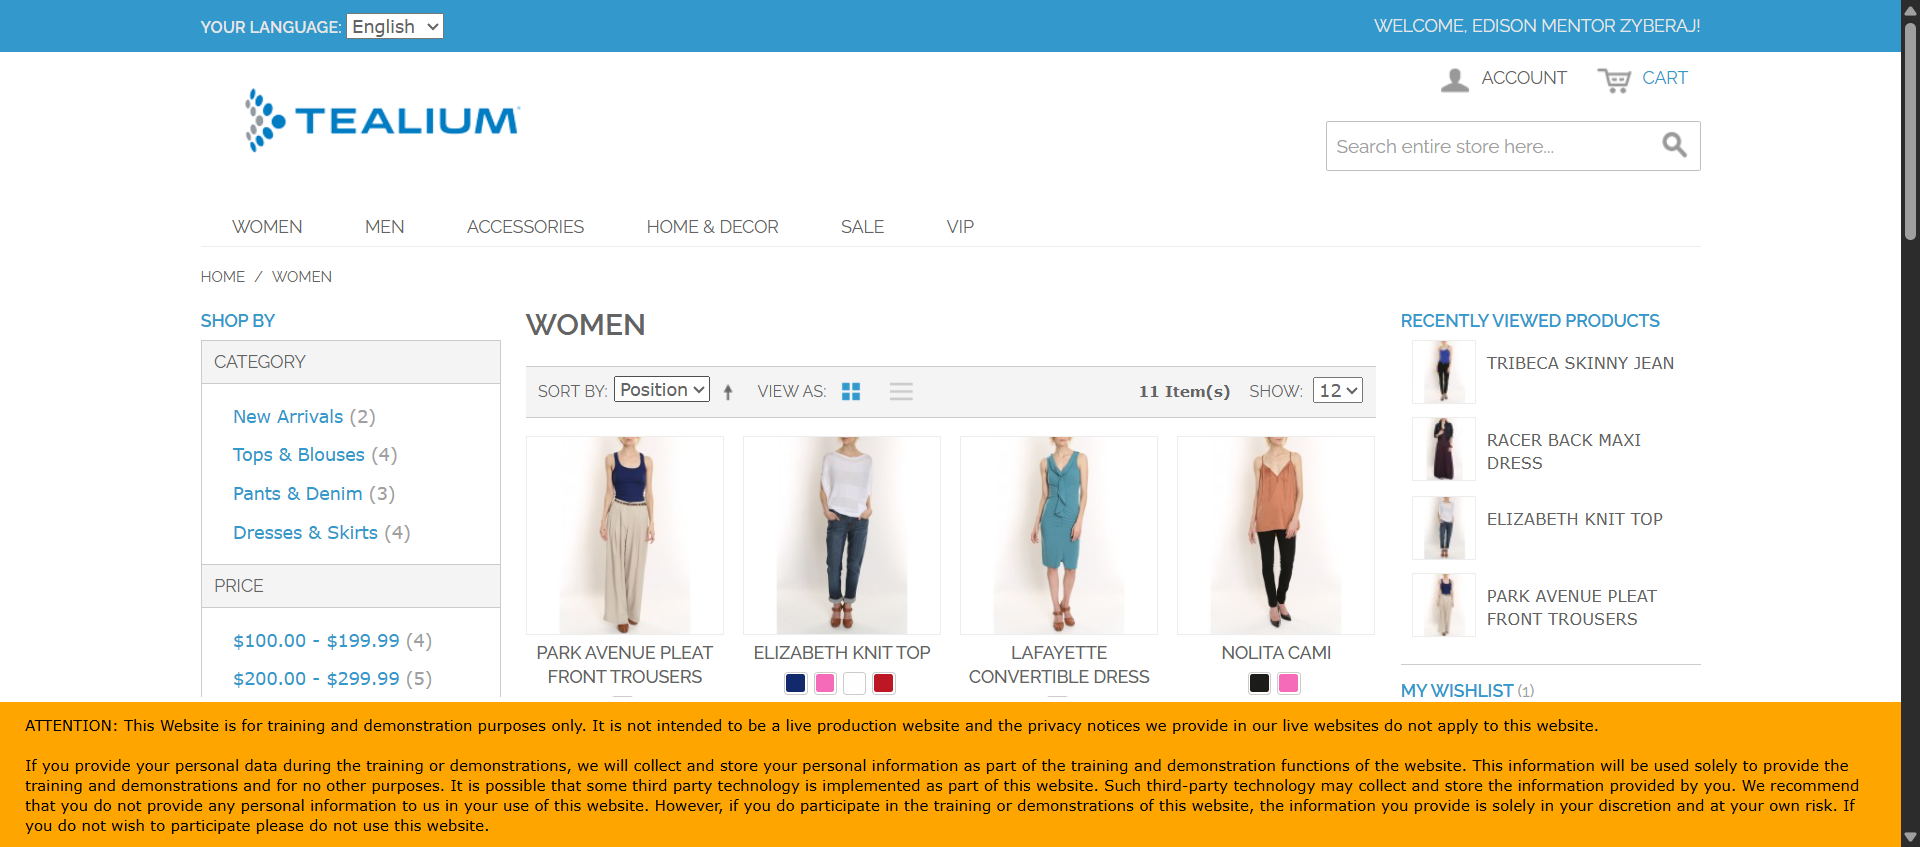 YOUR LANGUAGE: English
WELCOME, EDISON MENTOR ZYBERAJ!
ACCOUNT
CART
TEALIUM
Search entire store here...
WOMEN MEN ACCESSORIES HOME & DECOR SALE VIP
HOME / WOMEN
SHOP BY
CATEGORY
New Arrivals (2)
Tops & Blouses (4)
Pants & Denim (3)
Dresses & Skirts (4)
PRICE
$100.00 - $199.99 (4)
$200.00 - $299.99 (5)
WOMEN
SORT BY: Position VIEW AS: 11 Item(s) SHOW: 12
PARK AVENUE PLEAT
FRONT TROUSERS
ELIZABETH KNIT TOP
LAFAYETTE
CONVERTIBLE DRESS
NOLITA CAMI
RECENTLY VIEWED PRODUCTS
TRIBECA SKINNY JEAN
RACER BACK MAXI
DRESS
ELIZABETH KNIT TOP
PARK AVENUE PLEAT
FRONT TROUSERS
MY WISHLIST (1)
ATTENTION: This Website is for training and demonstration purposes only. It is not intended to be a live production website and the privacy notices we provide in our live websites do not apply to this website.
If you provide your personal data during the training or demonstrations, we will collect and store your personal information as part of the training and demonstration functions of the website. This information will be used solely to provide the
training and demonstrations and for no other purposes. It is possible that some third party technology is implemented as part of this website. Such third-party technology may collect and store the information provided by you. We recommend
that you do not provide any personal information to us in your use of this website. However, if you do participate in the training or demonstrations of this website, the information you provide is solely in your discretion and at your own risk. If
you do not wish to participate please do not use this website.